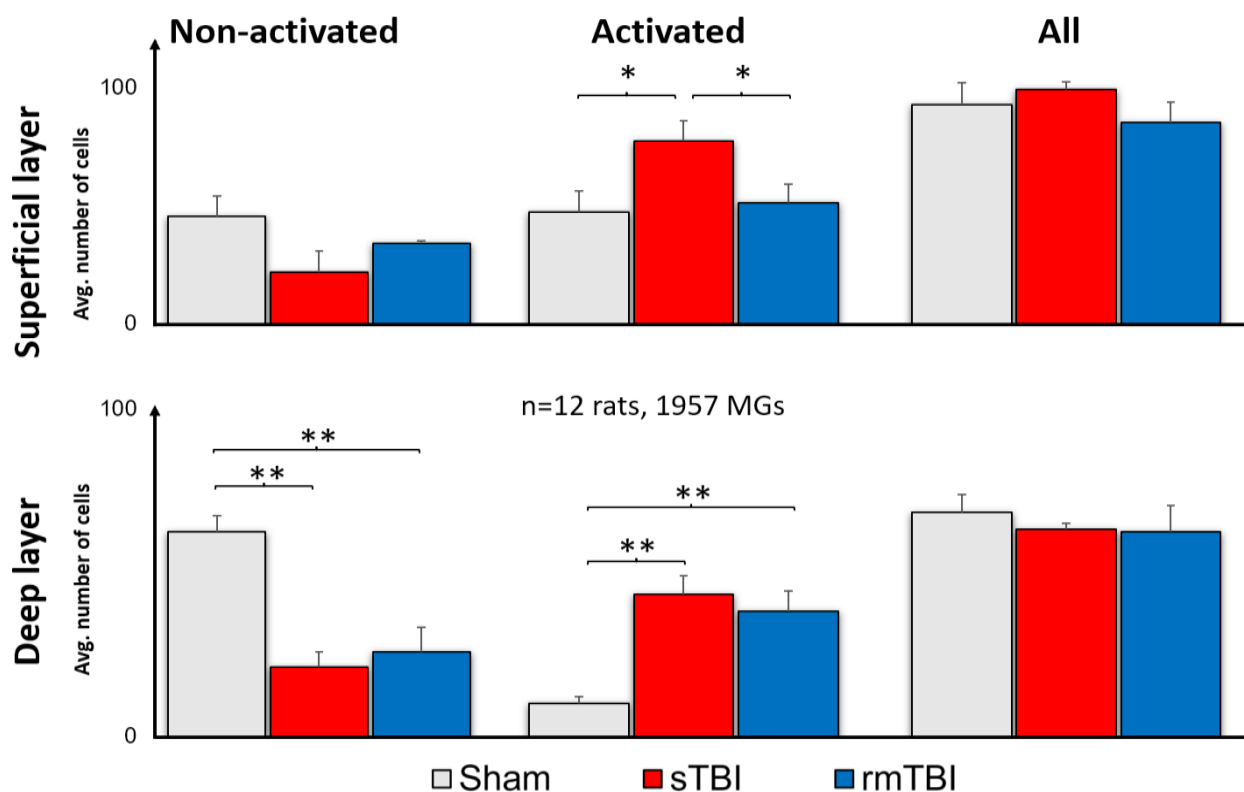 Non-activated Activated All
Superficial layer
Avg. number of cells
100
* *
0
n=12 rats, 1957 MGs
Deep layer
Avg. number of cells
100
**
**
**
**
0
Sham sTBI rmTBI